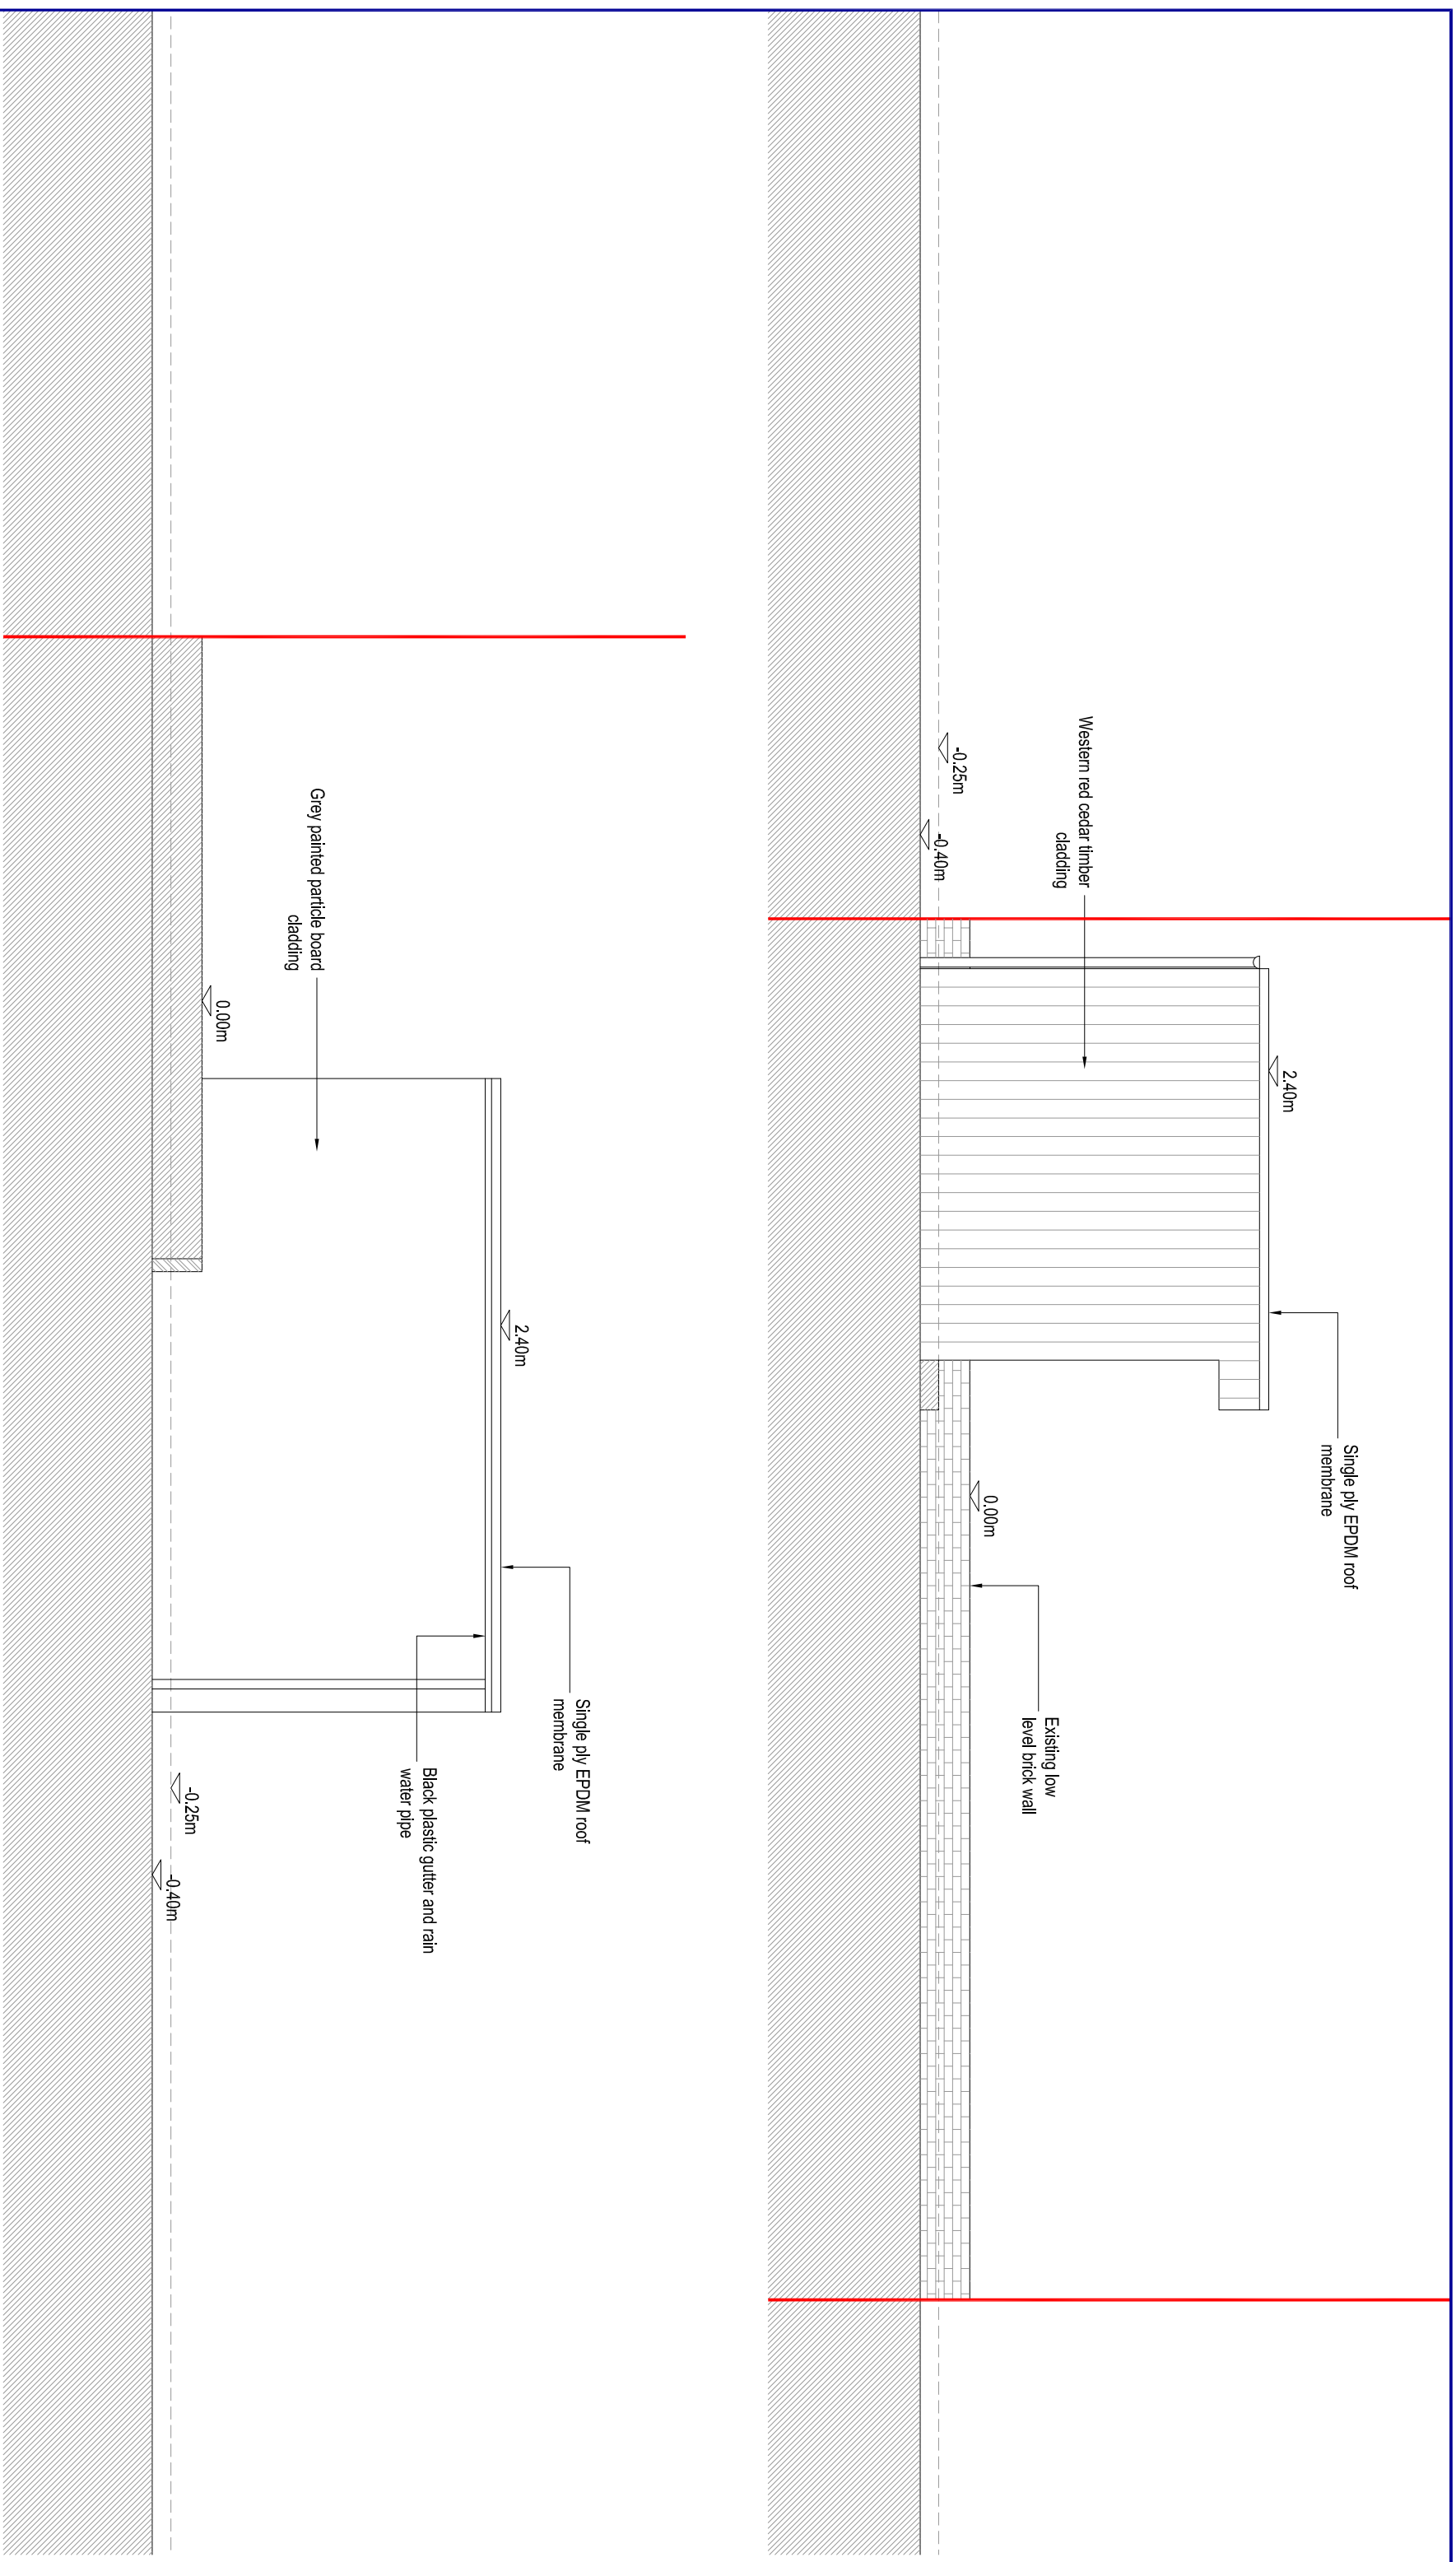 2.40m
Single ply EPDM roof
membrane
Western red cedar timber
cladding
-0.25m
-0.40m
0.00m
Existing low
level brick wall
2.40m
Single ply EPDM roof
membrane
Black plastic gutter and rain
water pipe
Grey painted particle board
cladding
0.00m
-0.25m
-0.40m